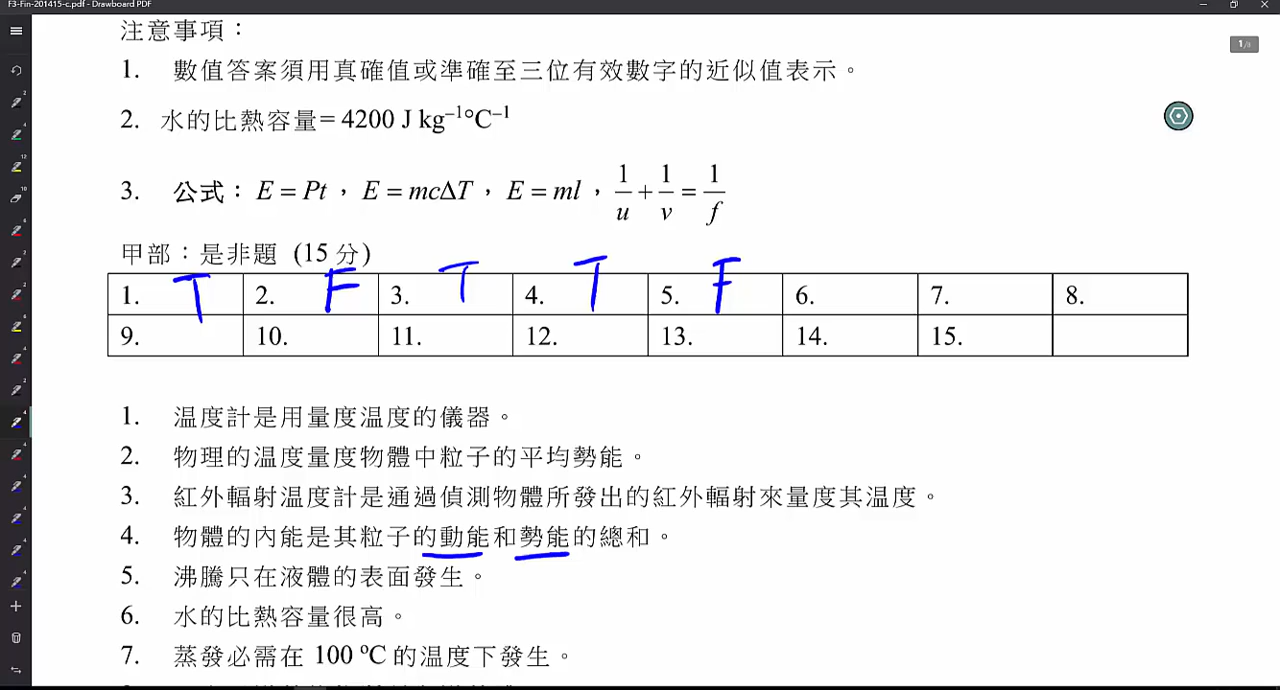 F3-Fin-201415-c.pdf - Drawboard PDF
1/9
注意事項：
1. 數值答案須用真確值或準確至三位有效數字的近似值表示。
2. 水的比熱容量= 4200 J kg⁻¹°C⁻¹
3. 公式：E = Pt，E = mcΔT，E = ml，1/u + 1/v = 1/f
甲部：是非題 (15 分)
1. T 2. F 3. T 4. T 5. F 6. 7. 8.
9. 10. 11. 12. 13. 14. 15.
1. 温度計是用量度温度的儀器。
2. 物理的温度量度物體中粒子的平均勢能。
3. 紅外輻射温度計是通過偵測物體所發出的紅外輻射來量度其温度。
4. 物體的內能是其粒子的動能和勢能的總和。
5. 沸騰只在液體的表面發生。
6. 水的比熱容量很高。
7. 蒸發必需在 100 °C 的温度下發生。